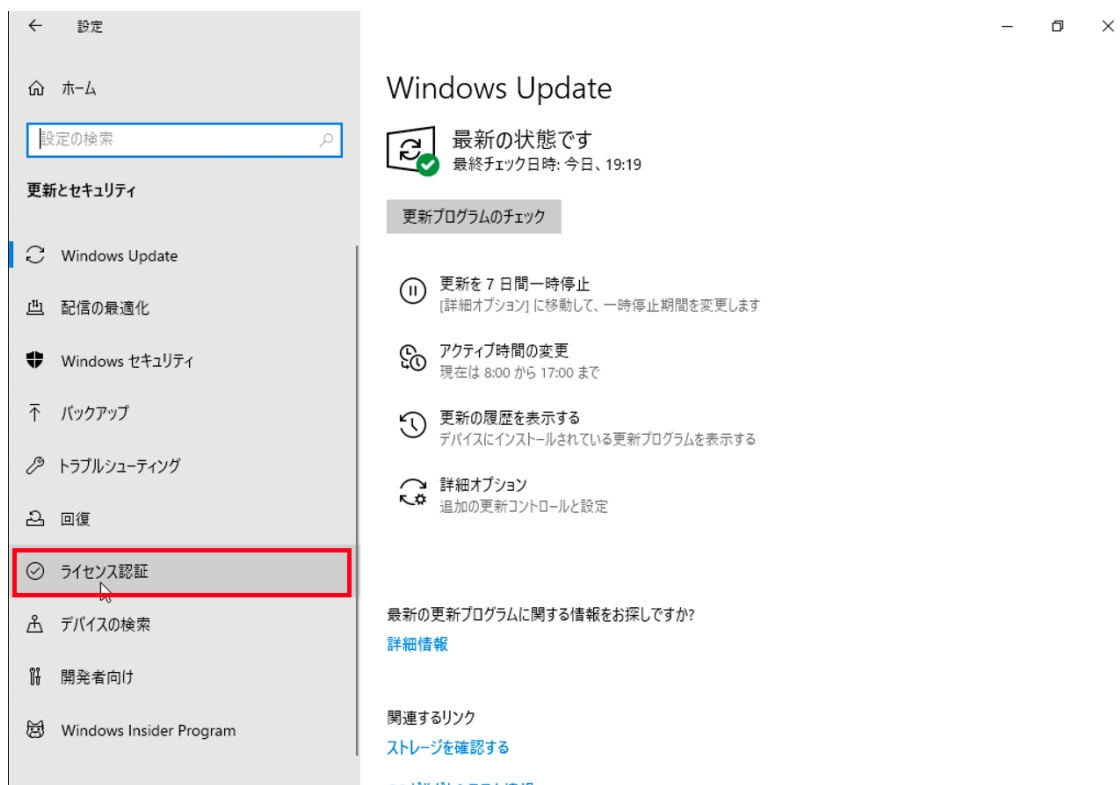 設定
ホーム
設定の検索
更新とセキュリティ
Windows Update
配信の最適化
Windows セキュリティ
バックアップ
トラブルシューティング
回復
ライセンス認証
デバイスの検索
開発者向け
Windows Insider Program
Windows Update
最新の状態です
最終チェック日時: 今日、19:19
更新プログラムのチェック
更新を 7 日間一時停止
[詳細オプション] に移動して、一時停止期間を変更します
アクティブ時間の変更
現在は 8:00 から 17:00 まで
更新の履歴を表示する
デバイスにインストールされている更新プログラムを表示する
詳細オプション
追加の更新コントロールと設定
最新の更新プログラムに関する情報をお探しですか?
詳細情報
関連するリンク
ストレージを確認する